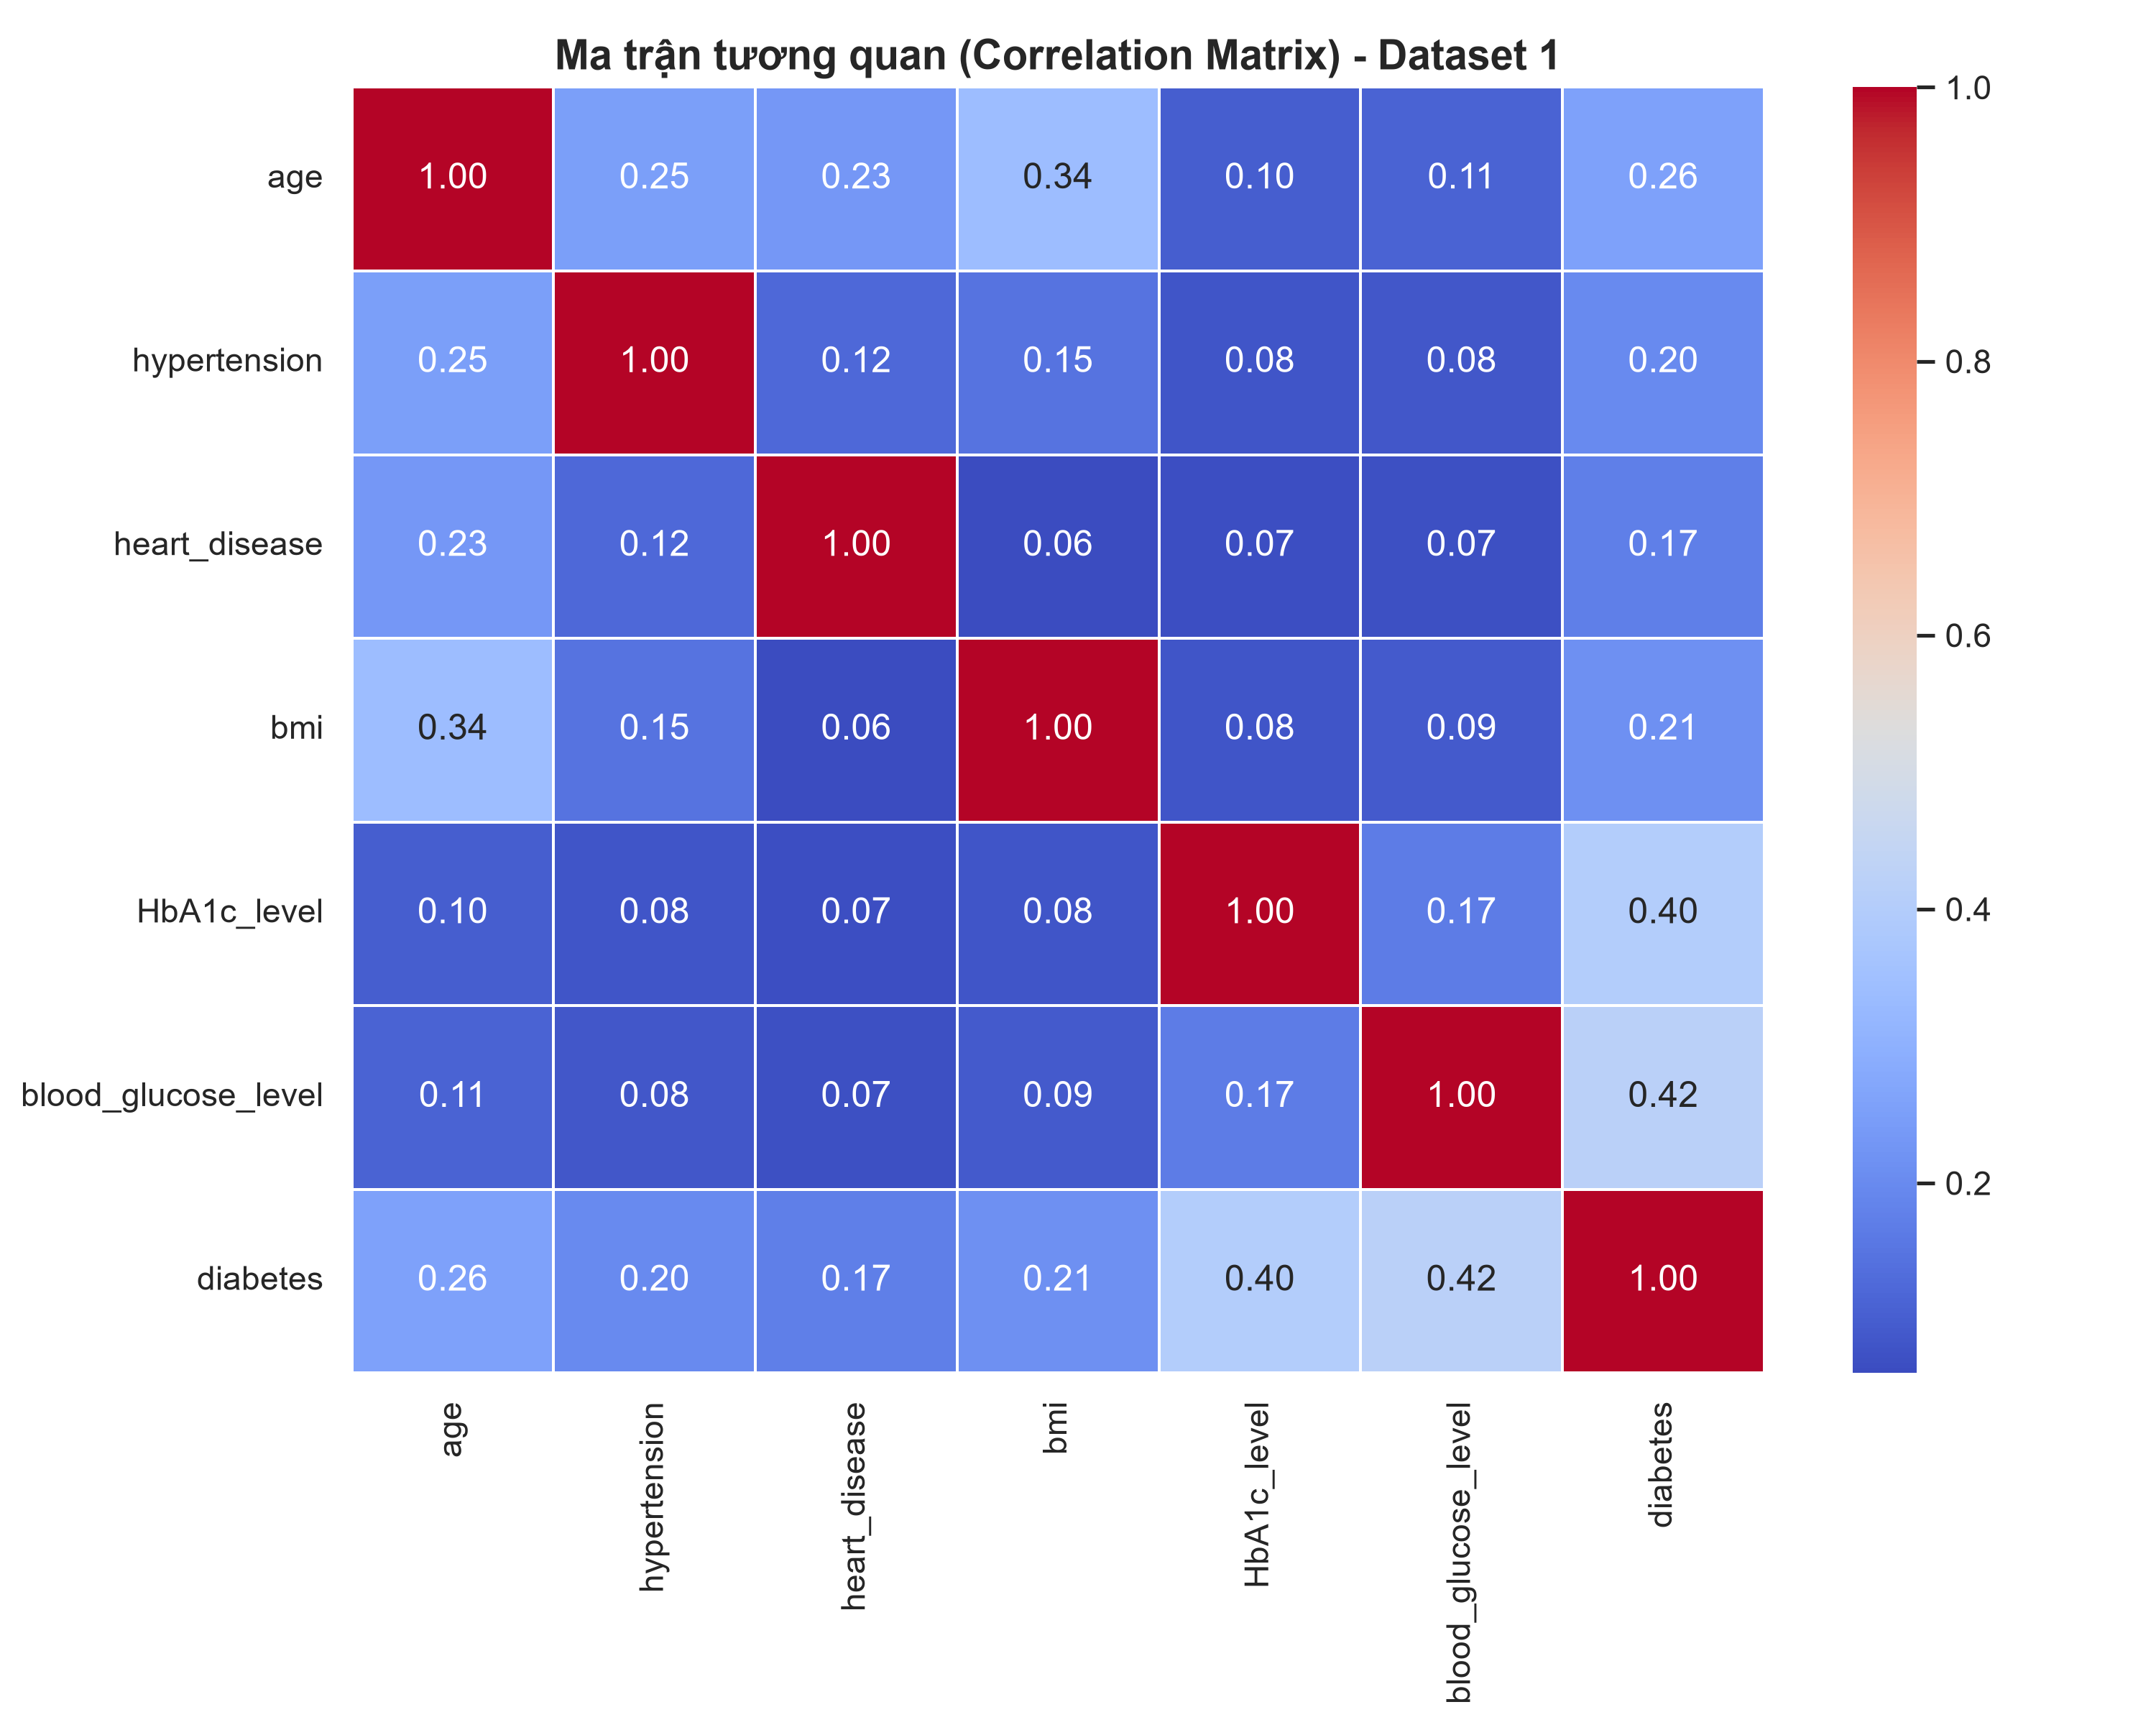 Ma trận tương quan (Correlation Matrix) - Dataset 1
age 1.00 0.25 0.23 0.34 0.10 0.11 0.26
hypertension 0.25 1.00 0.12 0.15 0.08 0.08 0.20
heart_disease 0.23 0.12 1.00 0.06 0.07 0.07 0.17
bmi 0.34 0.15 0.06 1.00 0.08 0.09 0.21
HbA1c_level 0.10 0.08 0.07 0.08 1.00 0.17 0.40
blood_glucose_level 0.11 0.08 0.07 0.09 0.17 1.00 0.42
diabetes 0.26 0.20 0.17 0.21 0.40 0.42 1.00
age
hypertension
heart_disease
bmi
HbA1c_level
blood_glucose_level
diabetes
1.0
0.8
0.6
0.4
0.2